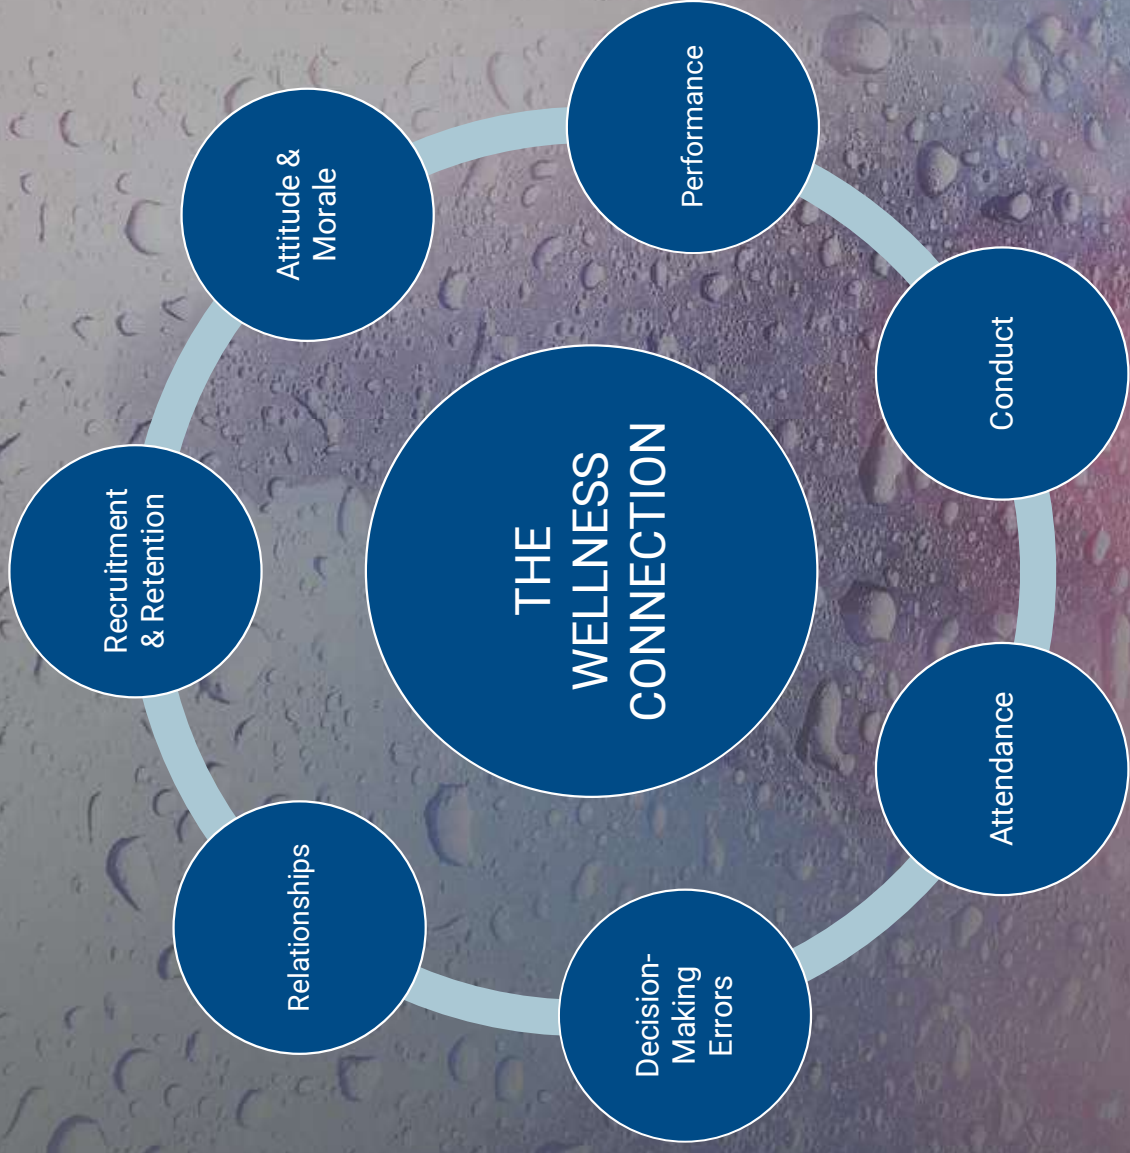 THE
WELLNESS
CONNECTION
Recruitment
& Retention
Attitude &
Morale
Performance
Conduct
Attendance
Decision-
Making
Errors
Relationships